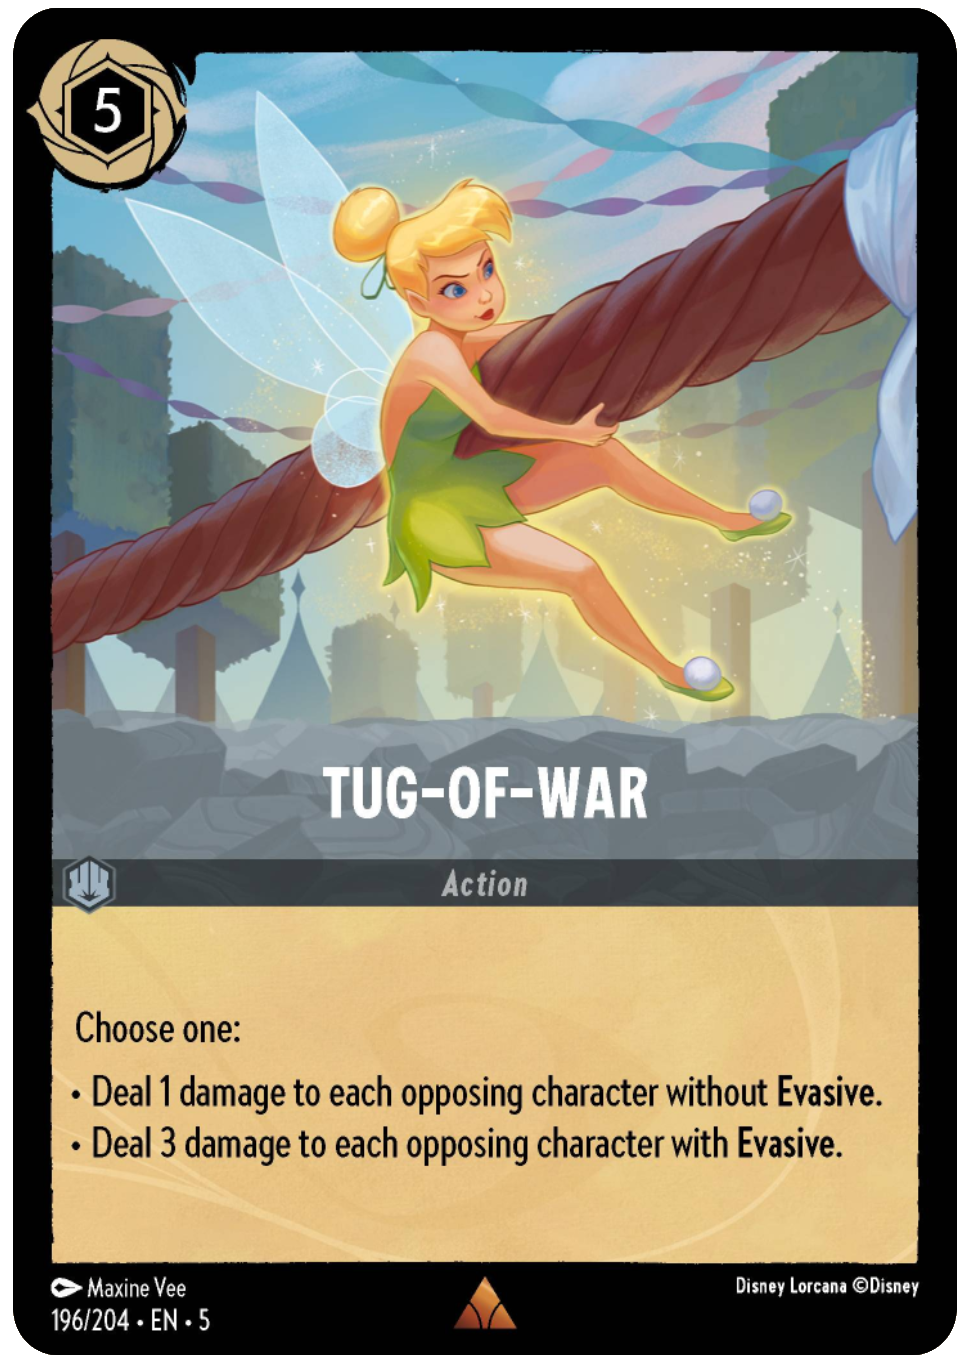 5
TUG-OF-WAR
Action
Choose one:
• Deal 1 damage to each opposing character without Evasive.
• Deal 3 damage to each opposing character with Evasive.
Maxine Vee
Disney Lorcana ©Disney
196/204 • EN • 5